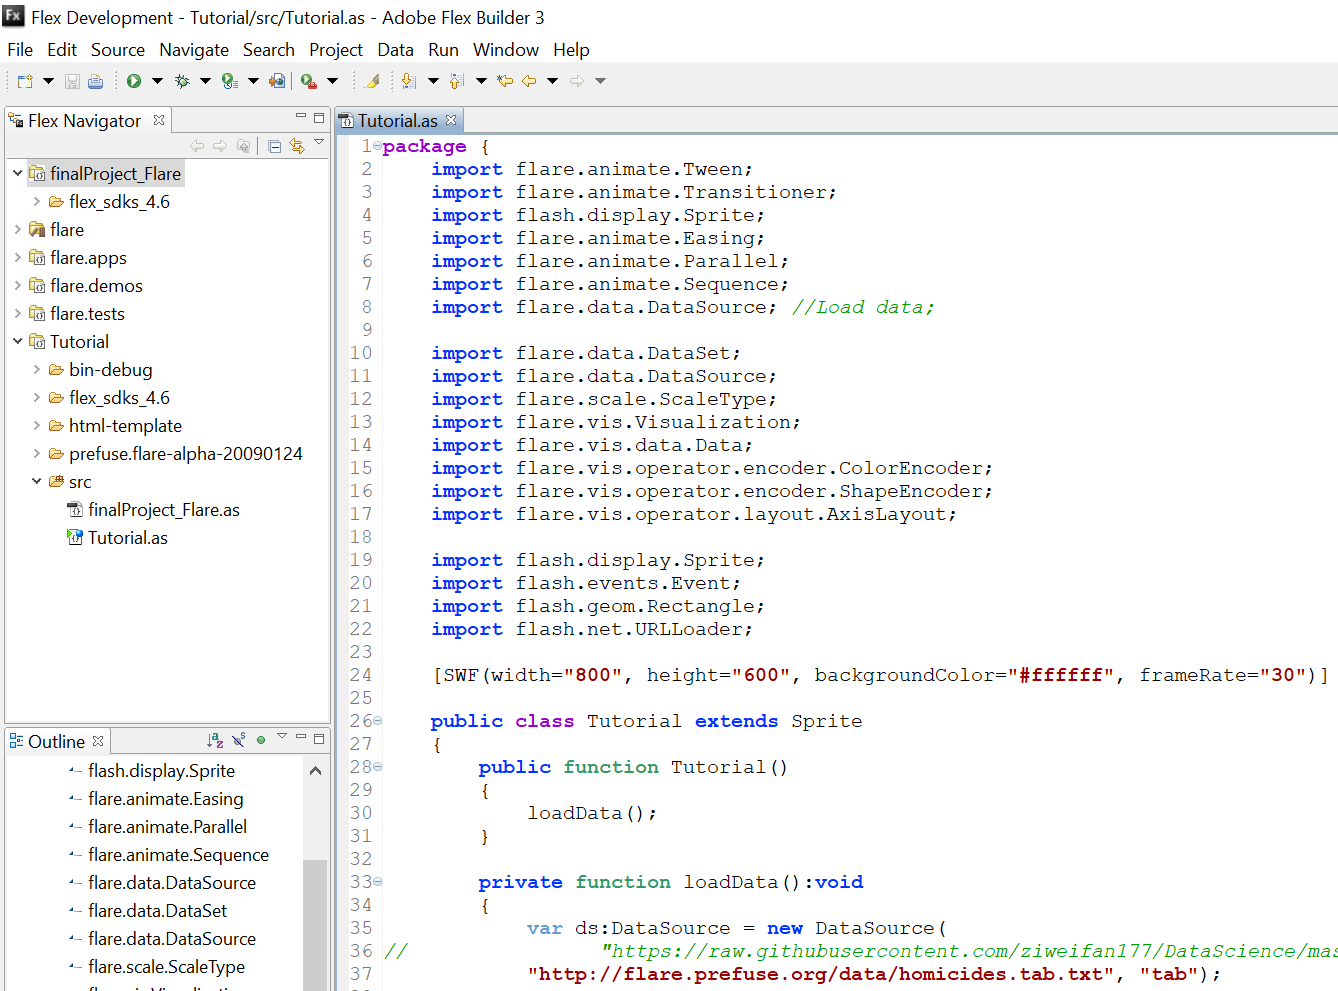 Fx Flex Development - Tutorial/src/Tutorial.as - Adobe Flex Builder 3
File Edit Source Navigate Search Project Data Run Window Help
Flex Navigator
finalProject_Flare
flex_sdks_4.6
flare
flare.apps
flare.demos
flare.tests
Tutorial
bin-debug
flex_sdks_4.6
html-template
prefuse.flare-alpha-20090124
src
finalProject_Flare.as
Tutorial.as
Outline
flash.display.Sprite
flare.animate.Easing
flare.animate.Parallel
flare.animate.Sequence
flare.data.DataSource
flare.data.DataSet
flare.data.DataSource
flare.scale.ScaleType
Tutorial.as
1 package {
2 import flare.animate.Tween;
3 import flare.animate.Transitioner;
4 import flash.display.Sprite;
5 import flare.animate.Easing;
6 import flare.animate.Parallel;
7 import flare.animate.Sequence;
8 import flare.data.DataSource; //Load data;
9
10 import flare.data.DataSet;
11 import flare.data.DataSource;
12 import flare.scale.ScaleType;
13 import flare.vis.Visualization;
14 import flare.vis.data.Data;
15 import flare.vis.operator.encoder.ColorEncoder;
16 import flare.vis.operator.encoder.ShapeEncoder;
17 import flare.vis.operator.layout.AxisLayout;
18
19 import flash.display.Sprite;
20 import flash.events.Event;
21 import flash.geom.Rectangle;
22 import flash.net.URLLoader;
23
24 [SWF(width="800", height="600", backgroundColor="#ffffff", frameRate="30")]
25
26 public class Tutorial extends Sprite
27 {
28 public function Tutorial()
29 {
30 loadData();
31 }
32
33 private function loadData():void
34 {
35 var ds:DataSource = new DataSource(
36 // "https://raw.githubusercontent.com/ziweifan177/DataScience/mas
37 "http://flare.prefuse.org/data/homicides.tab.txt", "tab");